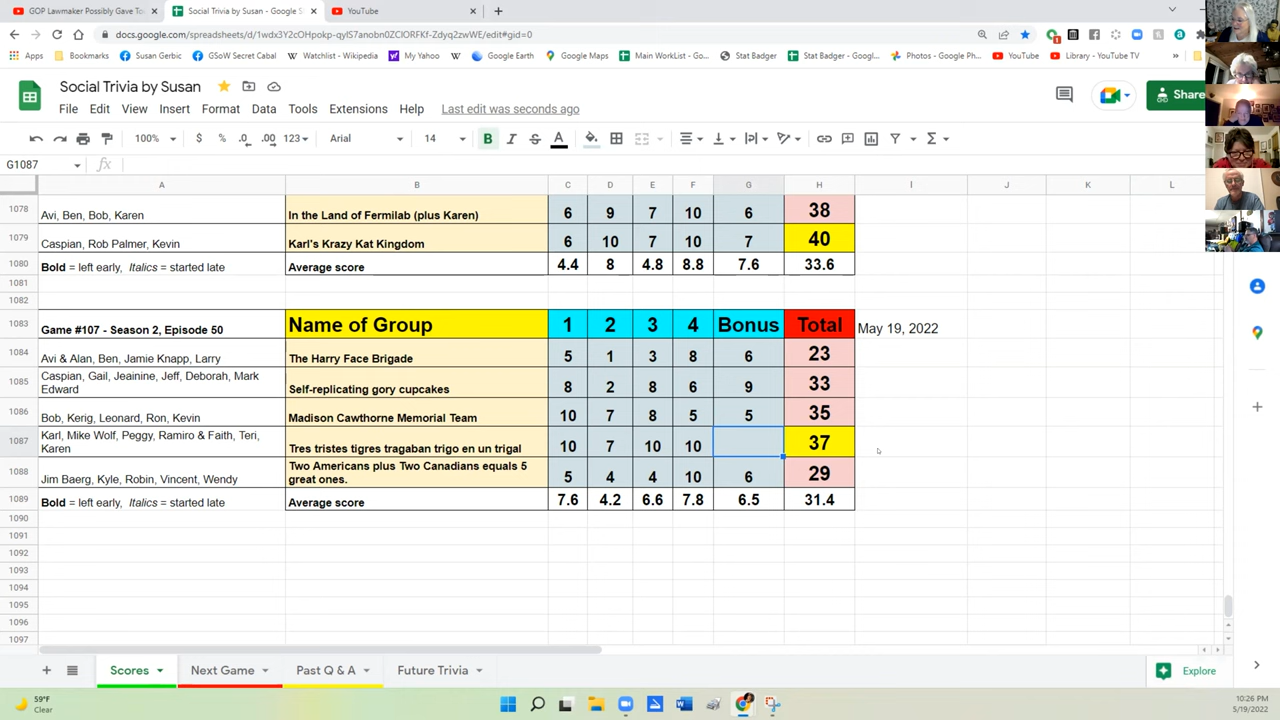 GOP Lawmaker Possibly Gave To
Social Trivia by Susan - Google S
YouTube
docs.google.com/spreadsheets/d/1wdx3Y2cOHpokp-qyIS7anobn0ZClORFKf-Zdyq2zwWE/edit#gid=0
Apps Bookmarks Susan Gerbic GSoW Secret Cabal Watchlist - Wikipedia My Yahoo Google Earth Google Maps Main WorkList - Go... Stat Badger Stat Badger - Googl... Photos - Google Ph... YouTube Library - YouTube TV
Social Trivia by Susan
File Edit View Insert Format Data Tools Extensions Help Last edit was seconds ago
Share
100% $ % .0 .00 123 Arial 14 B I S A
G1087 fx
A B C D E F G H I J K L
1078 Avi, Ben, Bob, Karen In the Land of Fermilab (plus Karen) 6 9 7 10 6 38
1079 Caspian, Rob Palmer, Kevin Karl's Krazy Kat Kingdom 6 10 7 10 7 40
1080 Bold = left early, Italics = started late Average score 4.4 8 4.8 8.8 7.6 33.6
1081
1082
1083 Game #107 - Season 2, Episode 50 Name of Group 1 2 3 4 Bonus Total May 19, 2022
1084 Avi & Alan, Ben, Jamie Knapp, Larry The Harry Face Brigade 5 1 3 8 6 23
1085 Caspian, Gail, Jeainine, Jeff, Deborah, Mark
Edward Self-replicating gory cupcakes 8 2 8 6 9 33
1086 Bob, Kerig, Leonard, Ron, Kevin Madison Cawthorne Memorial Team 10 7 8 5 5 35
1087 Karl, Mike Wolf, Peggy, Ramiro & Faith, Teri,
Karen Tres tristes tigres tragaban trigo en un trigal 10 7 10 10 37
1088 Jim Baerg, Kyle, Robin, Vincent, Wendy Two Americans plus Two Canadians equals 5
great ones. 5 4 4 10 6 29
1089 Bold = left early, Italics = started late Average score 7.6 4.2 6.6 7.8 6.5 31.4
1090
1091
1092
1093
1094
1095
1096
1097
Scores Next Game Past Q & A Future Trivia Explore
59°F
Clear
10:26 PM
5/19/2022